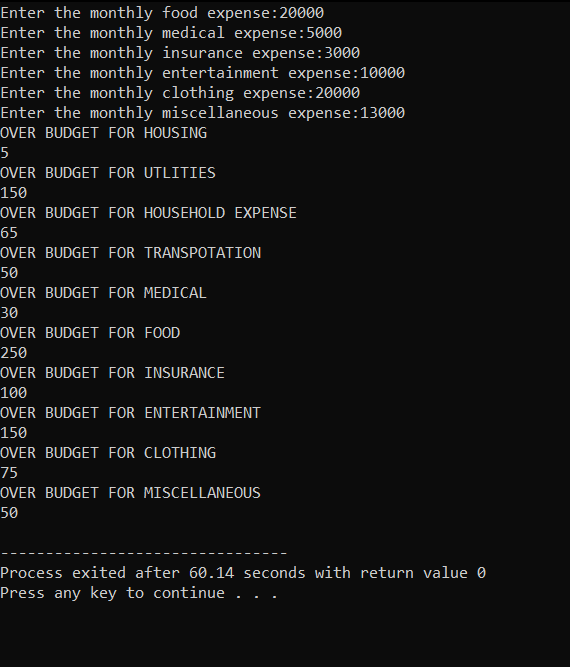 Enter the monthly food expense:20000
Enter the monthly medical expense:5000
Enter the monthly insurance expense:3000
Enter the monthly entertainment expense:10000
Enter the monthly clothing expense:20000
Enter the monthly miscellaneous expense:13000
OVER BUDGET FOR HOUSING
5
OVER BUDGET FOR UTLITIES
150
OVER BUDGET FOR HOUSEHOLD EXPENSE
65
OVER BUDGET FOR TRANSPOTATION
50
OVER BUDGET FOR MEDICAL
30
OVER BUDGET FOR FOOD
250
OVER BUDGET FOR INSURANCE
100
OVER BUDGET FOR ENTERTAINMENT
150
OVER BUDGET FOR CLOTHING
75
OVER BUDGET FOR MISCELLANEOUS
50
--------------------------------
Process exited after 60.14 seconds with return value 0
Press any key to continue . . .